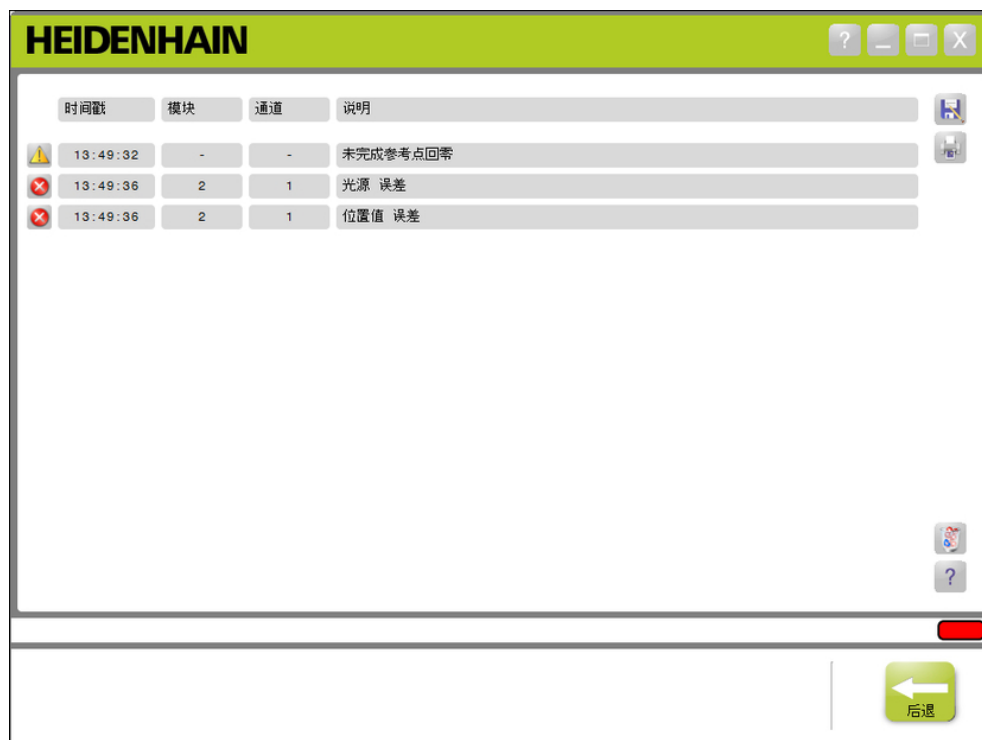 HEIDENHAIN ? X
时间戳 模块 通道 说明
13:49:32 - - 未完成参考点回零
13:49:36 2 1 光源 误差
13:49:36 2 1 位置值 误差
?
后退